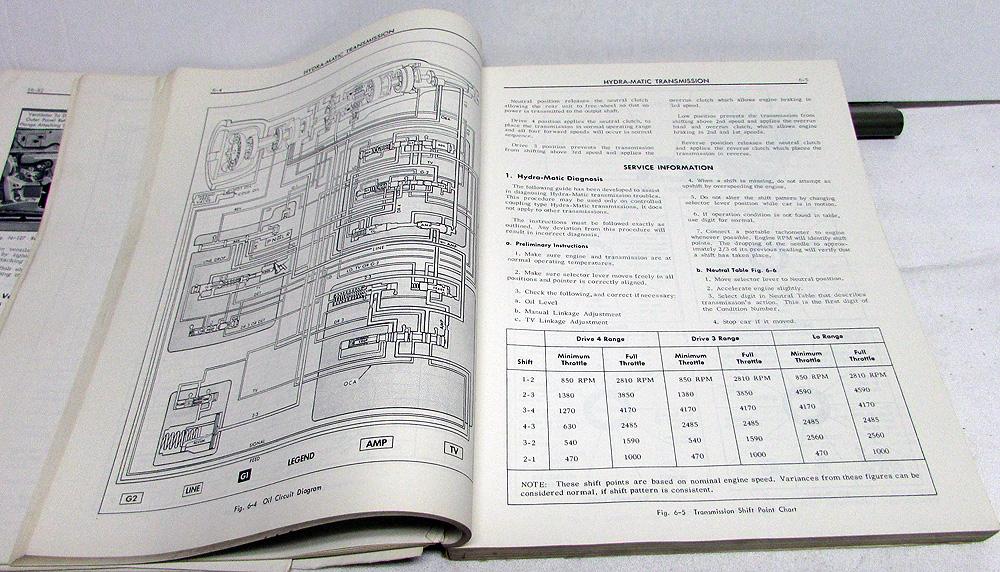 10-92
Ventilator To D
Outer Panel Ba
Flange Attaching
Fig. 10-127
HYDRA-MATIC TRANSMISSION
6-4
LINE
TV
2-3
OCA
SIGNAL
FEED
LEGEND
G2
LINE
G1
AMP
TV
Fig. 6-4 Oil Circuit Diagram
HYDRA-MATIC TRANSMISSION
6-5
Neutral position releases the neutral clutch
allowing the rear unit to free-wheel so that no
power is transmitted to the output shaft.
Drive 4 position applies the neutral clutch, to
place the transmission in normal operating range
and all four forward speeds will occur in normal
sequence.
Drive 3 position prevents the transmission
from shifting above 3rd speed and applies the
overrun clutch which allows engine braking in
3rd speed.
Low position prevents the transmission from
shifting above 2nd speed and applies the overrun
band and overrun clutch, which allows engine
braking in 2nd and 1st speeds.
Reverse position releases the neutral clutch
and applies the reverse clutch which places the
transmission in reverse.
SERVICE INFORMATION
1. Hydra-Matic Diagnosis
The following guide has been developed to assist
in diagnosing Hydra-Matic transmission troubles.
This procedure may be used only on controlled
coupling type Hydra-Matic transmissions, it does
not apply to other transmissions.
The instructions must be followed exactly as
outlined. Any deviation from this procedure will
result in incorrect diagnosis.
a. Preliminary Instructions
1. Make sure engine and transmission are at
normal operating temperatures.
2. Make sure selector lever moves freely in all
positions and pointer is correctly aligned.
3. Check the following, and correct if necessary:
a. Oil Level
b. Manual Linkage Adjustment
c. TV Linkage Adjustment
4. When a shift is missing, do not attempt an
upshift by overspeeding the engine.
5. Do not alter the shift pattern by changing
selector lever position while car is in motion.
6. If operation condition is not found in table,
use digit for normal.
7. Connect a portable tachometer to engine
whenever possible. Engine RPM will identify shift
points. The dropping of the needle to approx-
imately 2/3 of its previous reading will verify that
a shift has taken place.
b. Neutral Table Fig. 6-6
1. Move selector lever to Neutral position.
2. Accelerate engine slightly.
3. Select digit in Neutral Table that describes
transmission's action. This is the first digit of
the Condition Number.
4. Stop car if it moved.
Drive 4 Range Drive 3 Range Lo Range
Shift Minimum Throttle Full Throttle Minimum Throttle Full Throttle Minimum Throttle Full Throttle
1-2 850 RPM 2810 RPM 850 RPM 2810 RPM 850 RPM 2810 RPM
2-3 1380 3850 1380 3850 4590 4590
3-4 1270 4170 4170 4170 4170 4170
4-3 630 2485 2485 2485 2485 2485
3-2 540 1590 540 1590 2560 2560
2-1 470 1000 470 1000 470 1000
NOTE: These shift points are based on nominal engine speed. Variances from these figures can be
considered normal, if shift pattern is consistent.
Fig. 6-5 Transmission Shift Point Chart